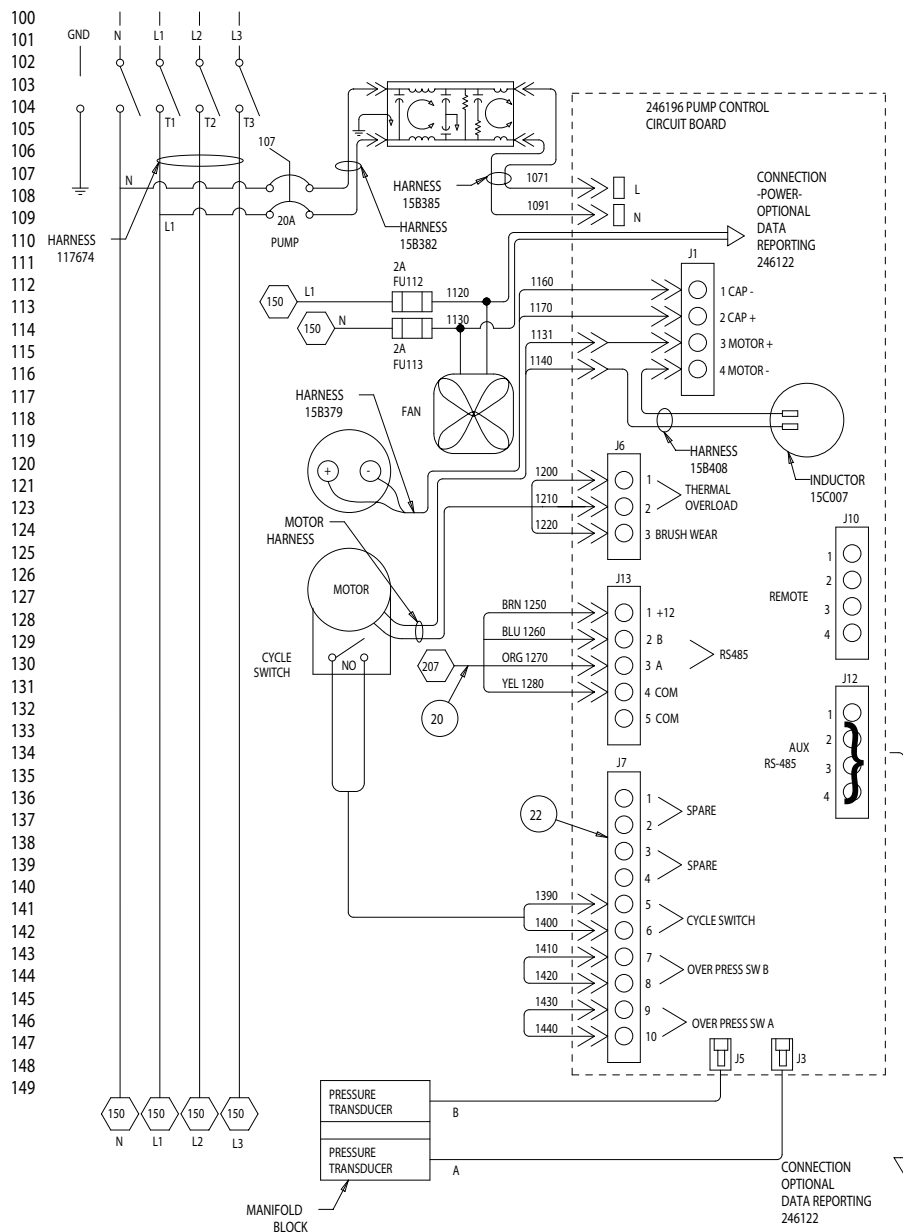 100
101
102
103
104
105
106
107
108
109
110
111
112
113
114
115
116
117
118
119
120
121
123
124
125
126
127
128
129
130
131
132
133
134
135
136
137
138
139
140
141
142
143
144
145
146
147
148
149
GND N L1 L2 L3
T1 T2 T3
N
L1
HARNESS
117674
107
20A
PUMP
HARNESS
15B385
HARNESS
15B382
1071
1091
L
N
246196 PUMP CONTROL
CIRCUIT BOARD
CONNECTION
-POWER-
OPTIONAL
DATA
REPORTING
246122
150 L1
2A
FU112
1120
150 N
1130
2A
FU113
FAN
1160
1170
1131
1140
J1
1 CAP -
2 CAP +
3 MOTOR +
4 MOTOR -
HARNESS
15B408
INDUCTOR
15C007
HARNESS
15B379
+ -
MOTOR
HARNESS
MOTOR
CYCLE
SWITCH
NO
J6
1200
1210
1220
1
2
THERMAL
OVERLOAD
3 BRUSH WEAR
J13
BRN 1250
BLU 1260
ORG 1270
YEL 1280
1 +12
2 B
3 A
4 COM
5 COM
RS485
207
20
J10
1
2
3
4
REMOTE
J12
1
2
3
4
AUX
RS-485
J7
22
1
2
SPARE
3
4
SPARE
1390
1400
5
6
CYCLE SWITCH
1410
1420
7
8
OVER PRESS SW B
1430
1440
9
10
OVER PRESS SW A
J5
J3
150 150 150 150
N L1 L2 L3
PRESSURE
TRANSDUCER
B
PRESSURE
TRANSDUCER
A
MANIFOLD
BLOCK
CONNECTION
OPTIONAL
DATA REPORTING
246122